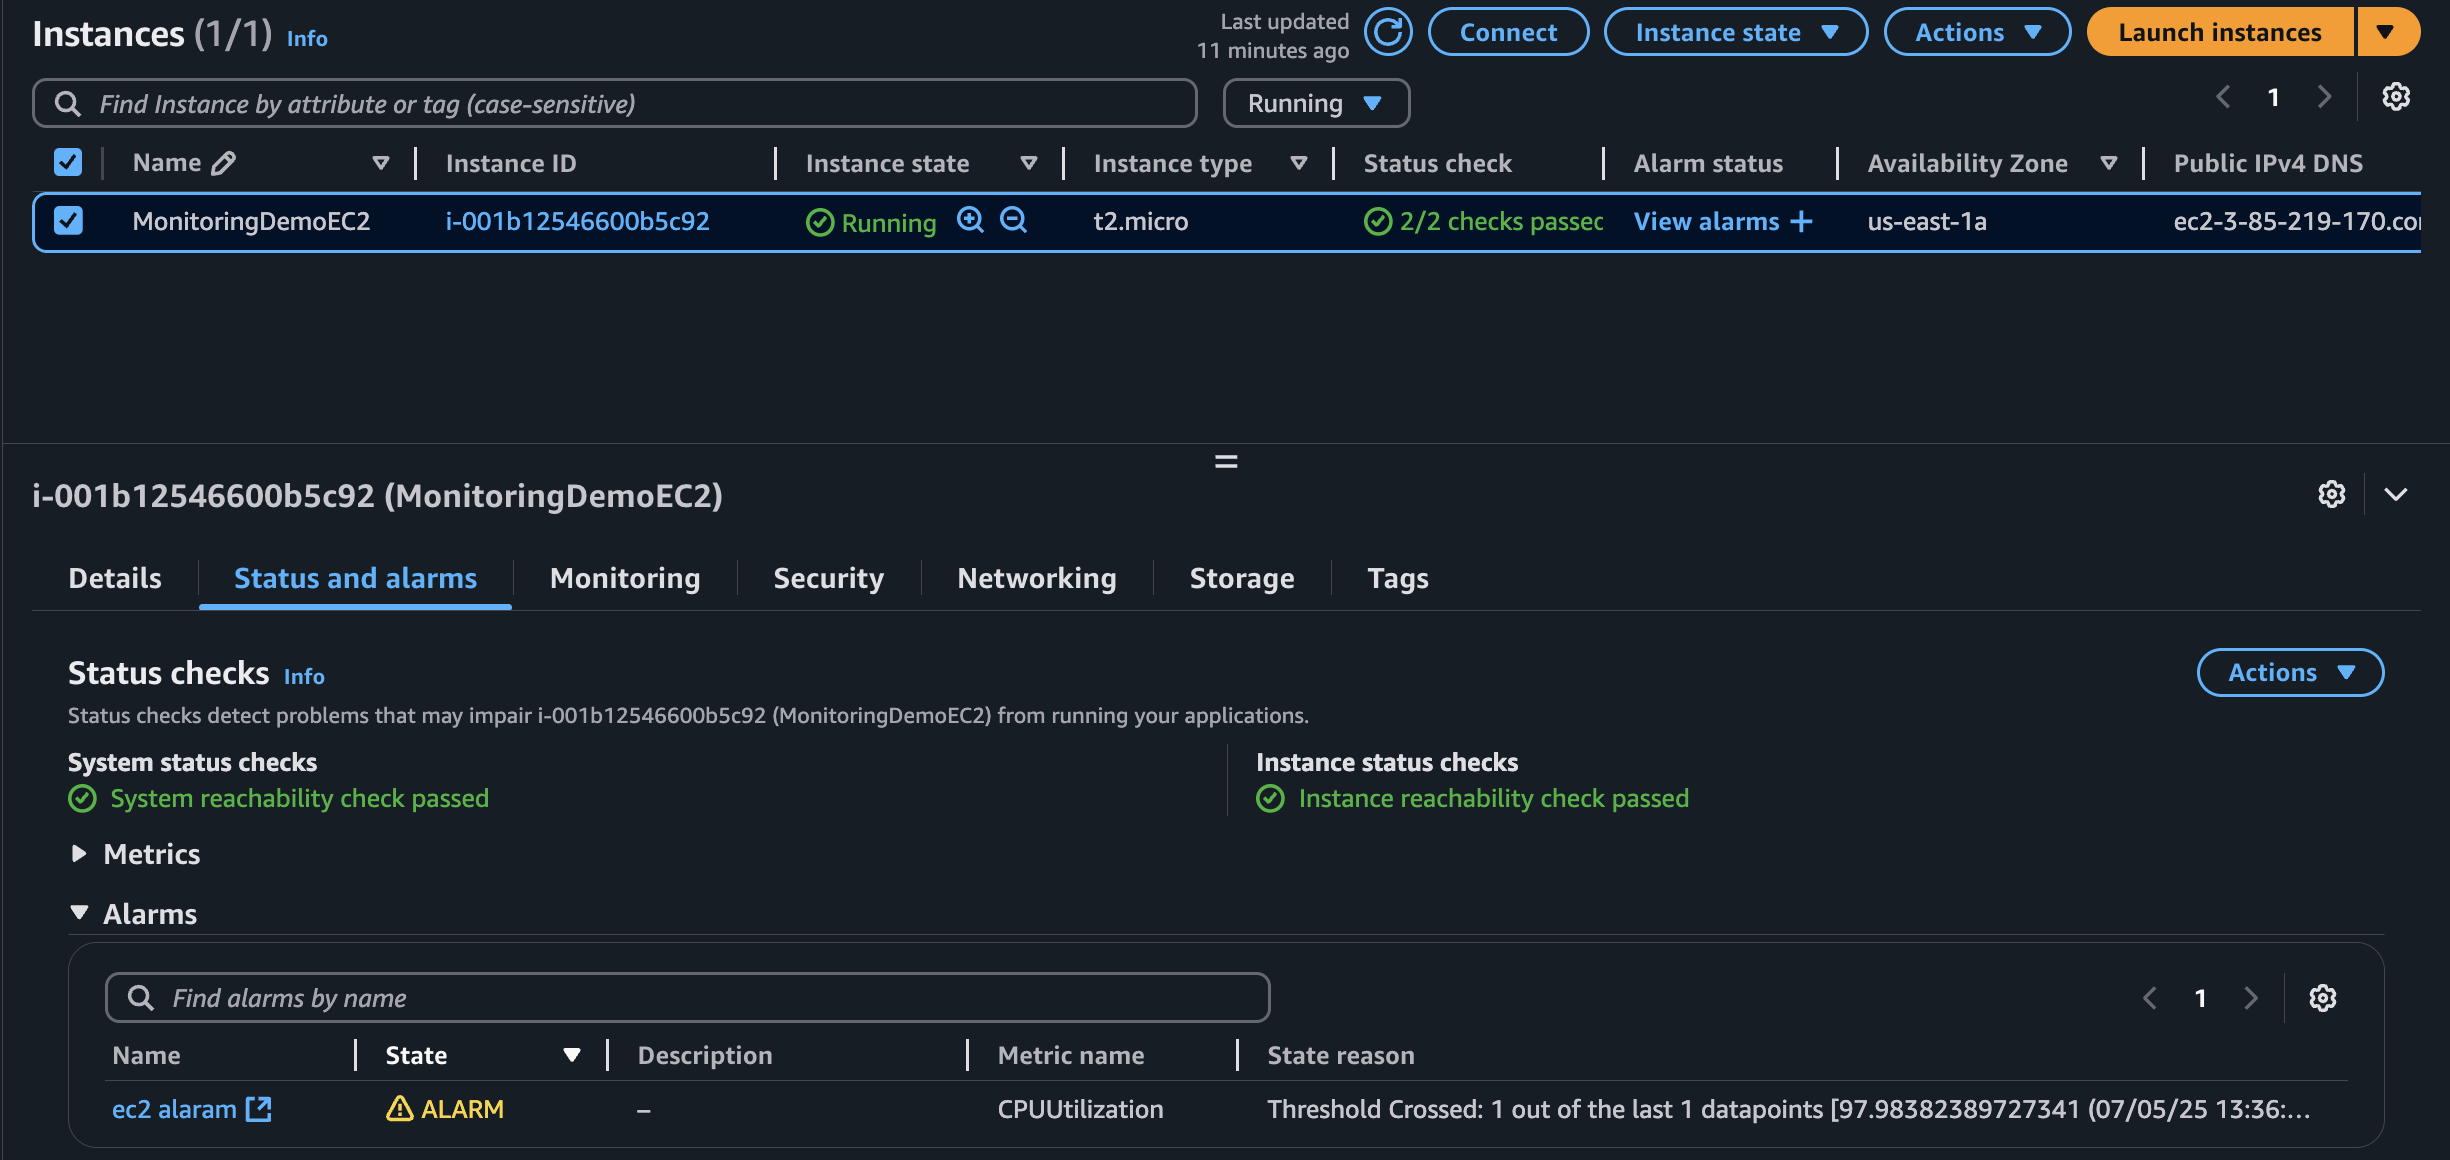 Instances (1/1) Info
Last updated
11 minutes ago
Connect
Instance state
Actions
Launch instances
Find Instance by attribute or tag (case-sensitive)
Running
1
Name
Instance ID
Instance state
Instance type
Status check
Alarm status
Availability Zone
Public IPv4 DNS
MonitoringDemoEC2
i-001b12546600b5c92
Running
t2.micro
2/2 checks passec
View alarms +
us-east-1a
ec2-3-85-219-170.co
i-001b12546600b5c92 (MonitoringDemoEC2)
Details
Status and alarms
Monitoring
Security
Networking
Storage
Tags
Status checks Info
Actions
Status checks detect problems that may impair i-001b12546600b5c92 (MonitoringDemoEC2) from running your applications.
System status checks
System reachability check passed
Instance status checks
Instance reachability check passed
Metrics
Alarms
Find alarms by name
1
Name
State
Description
Metric name
State reason
ec2 alaram
ALARM
–
CPUUtilization
Threshold Crossed: 1 out of the last 1 datapoints [97.98382389727341 (07/05/25 13:36:...